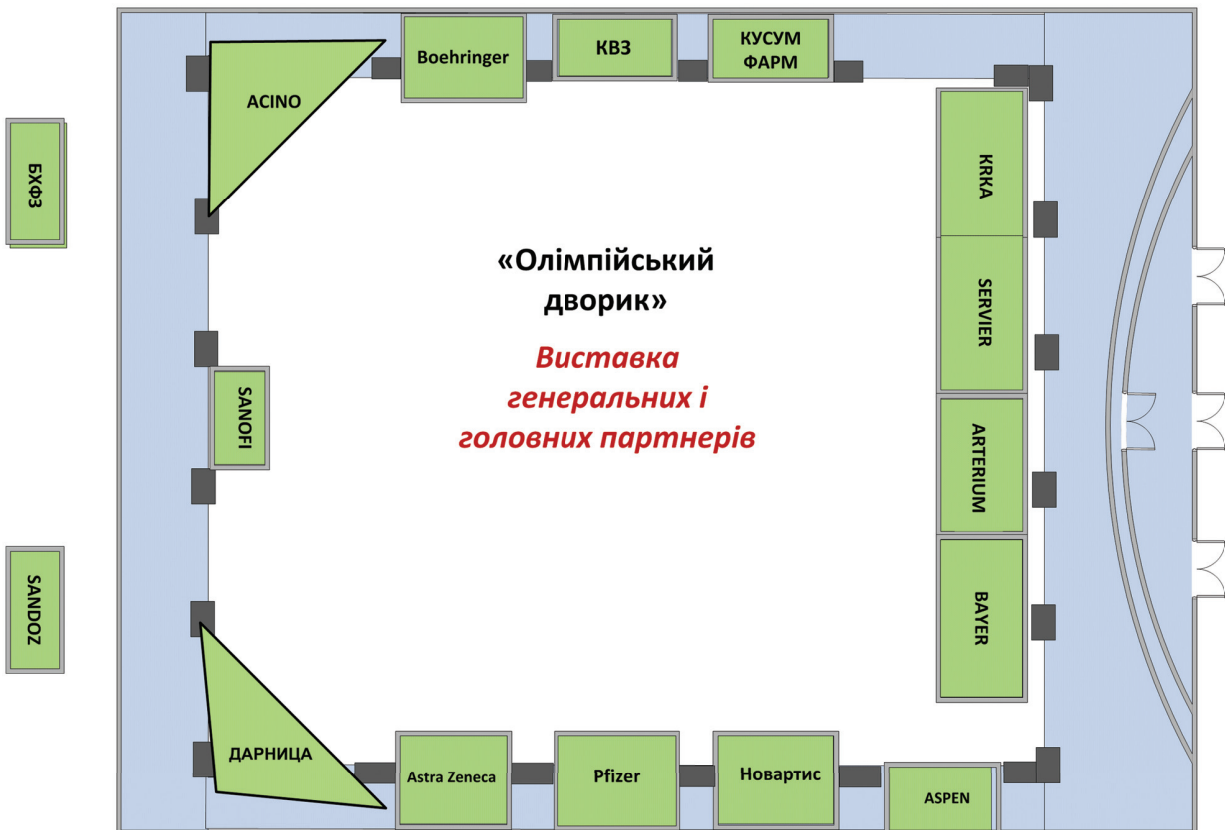 Boehringer
КВЗ
КУСУМ
ФАРМ
ACINO
БХФЗ
KRKA
«Олімпійський
дворик»
SERVIER
Виставка
генеральних і
головних партнерів
SANOFI
ARTERIUM
SANDOZ
BAYER
ДАРНИЦА
Astra Zeneca
Pfizer
Новартис
ASPEN